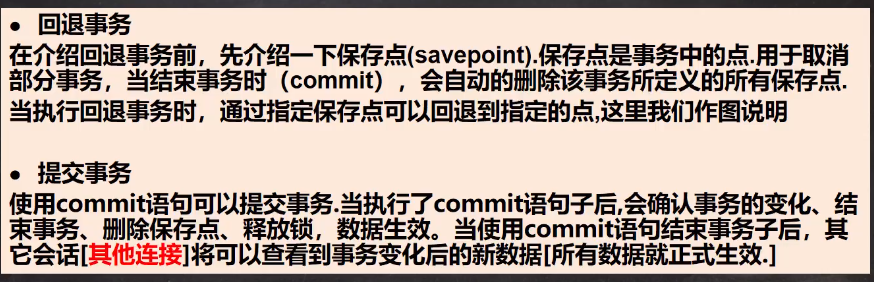 ● 回退事务
在介绍回退事务前，先介绍一下保存点(savepoint).保存点是事务中的点.用于取消
部分事务，当结束事务时（commit），会自动的删除该事务所定义的所有保存点.
当执行回退事务时，通过指定保存点可以回退到指定的点,这里我们作图说明
● 提交事务
使用commit语句可以提交事务.当执行了commit语句子后,会确认事务的变化、结
束事务、删除保存点、释放锁，数据生效。当使用commit语句结束事务子后，其
它会话[其他连接]将可以查看到事务变化后的新数据[所有数据就正式生效.]